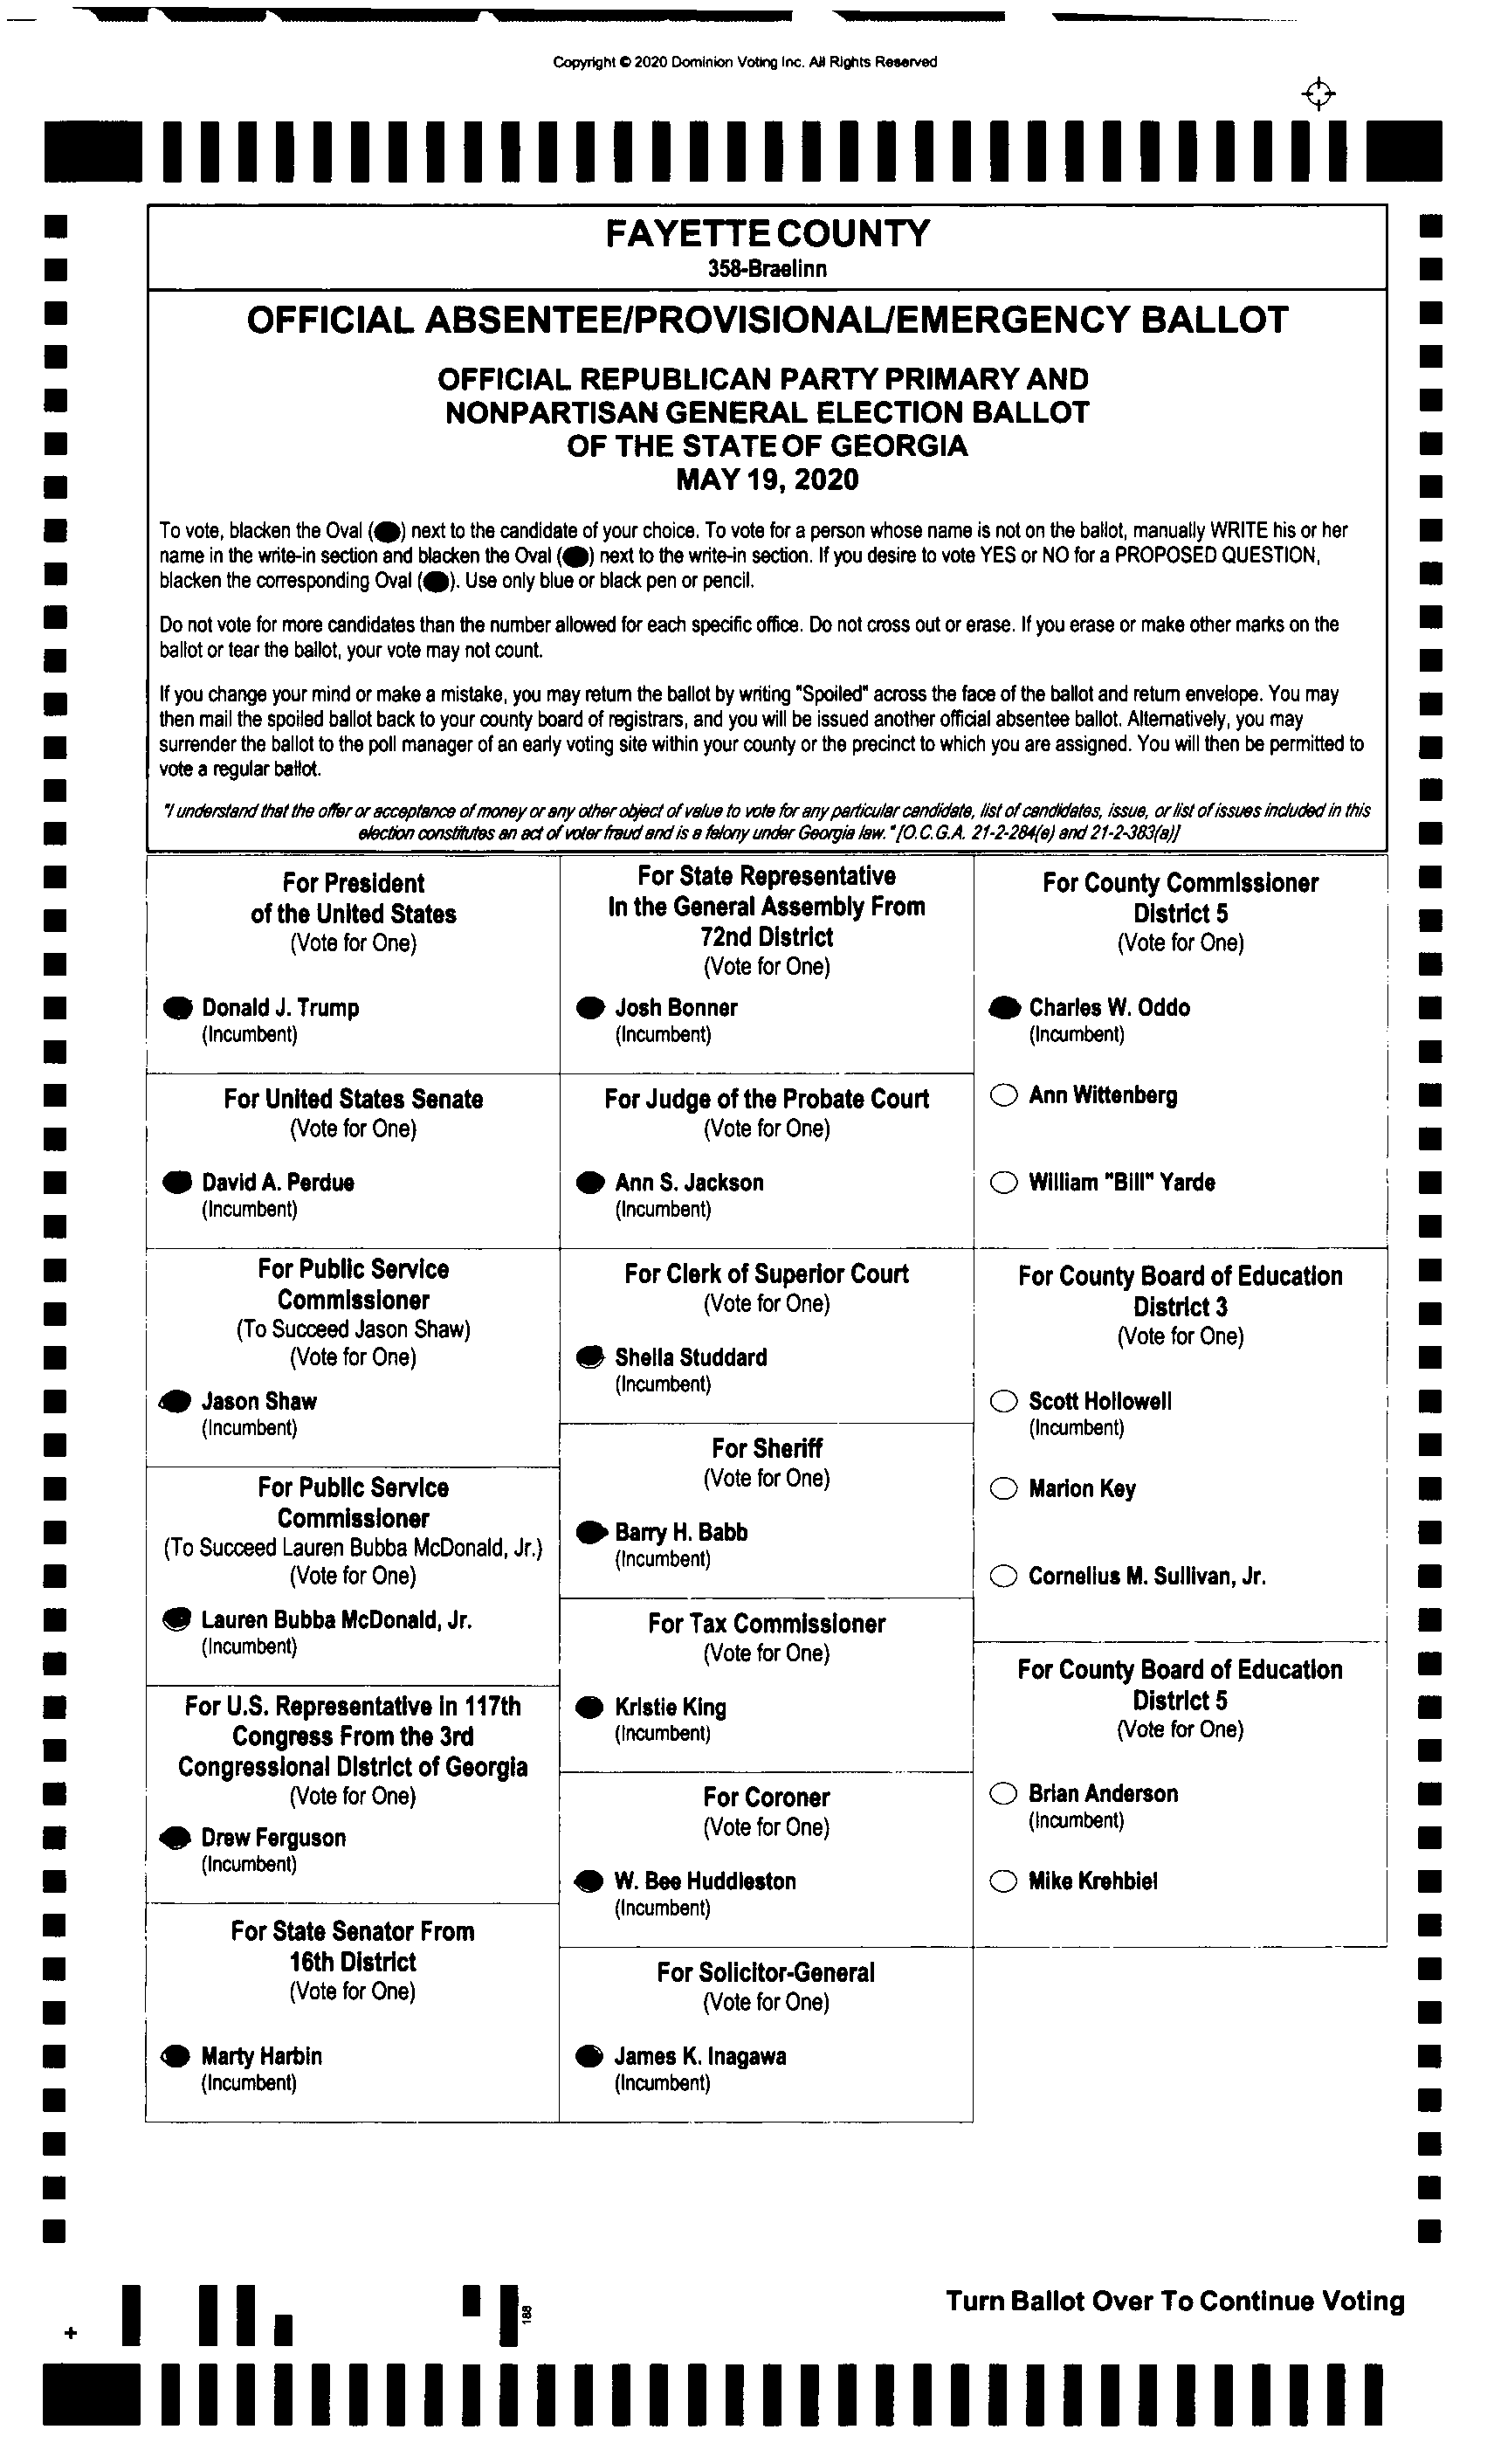 Copyright © 2020 Dominion Voting Inc. All Rights Reserved
FAYETTE COUNTY
358-Braelinn
OFFICIAL ABSENTEE/PROVISIONAL/EMERGENCY BALLOT
OFFICIAL REPUBLICAN PARTY PRIMARY AND
NONPARTISAN GENERAL ELECTION BALLOT
OF THE STATE OF GEORGIA
MAY 19, 2020
To vote, blacken the Oval (●) next to the candidate of your choice. To vote for a person whose name is not on the ballot, manually WRITE his or her
name in the write-in section and blacken the Oval (●) next to the write-in section. If you desire to vote YES or NO for a PROPOSED QUESTION,
blacken the corresponding Oval (●). Use only blue or black pen or pencil.
Do not vote for more candidates than the number allowed for each specific office. Do not cross out or erase. If you erase or make other marks on the
ballot or tear the ballot, your vote may not count.
If you change your mind or make a mistake, you may return the ballot by writing "Spoiled" across the face of the ballot and return envelope. You may
then mail the spoiled ballot back to your county board of registrars, and you will be issued another official absentee ballot. Alternatively, you may
surrender the ballot to the poll manager of an early voting site within your county or the precinct to which you are assigned. You will then be permitted to
vote a regular ballot.
"I understand that the offer or acceptance of money or any other object of value to vote for any particular candidate, list of candidates, issue, or list of issues included in this
election constitutes an act of voter fraud and is a felony under Georgia law." [O.C.G.A. 21-2-284(e) and 21-2-383(a)]
For President
of the United States
(Vote for One)
Donald J. Trump
(Incumbent)
For United States Senate
(Vote for One)
David A. Perdue
(Incumbent)
For Public Service
Commissioner
(To Succeed Jason Shaw)
(Vote for One)
Jason Shaw
(Incumbent)
For Public Service
Commissioner
(To Succeed Lauren Bubba McDonald, Jr.)
(Vote for One)
Lauren Bubba McDonald, Jr.
(Incumbent)
For U.S. Representative in 117th
Congress From the 3rd
Congressional District of Georgia
(Vote for One)
Drew Ferguson
(Incumbent)
For State Senator From
16th District
(Vote for One)
Marty Harbin
(Incumbent)
For State Representative
In the General Assembly From
72nd District
(Vote for One)
Josh Bonner
(Incumbent)
For Judge of the Probate Court
(Vote for One)
Ann S. Jackson
(Incumbent)
For Clerk of Superior Court
(Vote for One)
Sheila Studdard
(Incumbent)
For Sheriff
(Vote for One)
Barry H. Babb
(Incumbent)
For Tax Commissioner
(Vote for One)
Kristie King
(Incumbent)
For Coroner
(Vote for One)
W. Bee Huddleston
(Incumbent)
For Solicitor-General
(Vote for One)
James K. Inagawa
(Incumbent)
For County Commissioner
District 5
(Vote for One)
Charles W. Oddo
(Incumbent)
Ann Wittenberg
William "Bill" Yarde
For County Board of Education
District 3
(Vote for One)
Scott Hollowell
(Incumbent)
Marion Key
Cornelius M. Sullivan, Jr.
For County Board of Education
District 5
(Vote for One)
Brian Anderson
(Incumbent)
Mike Krehbiel
188
Turn Ballot Over To Continue Voting